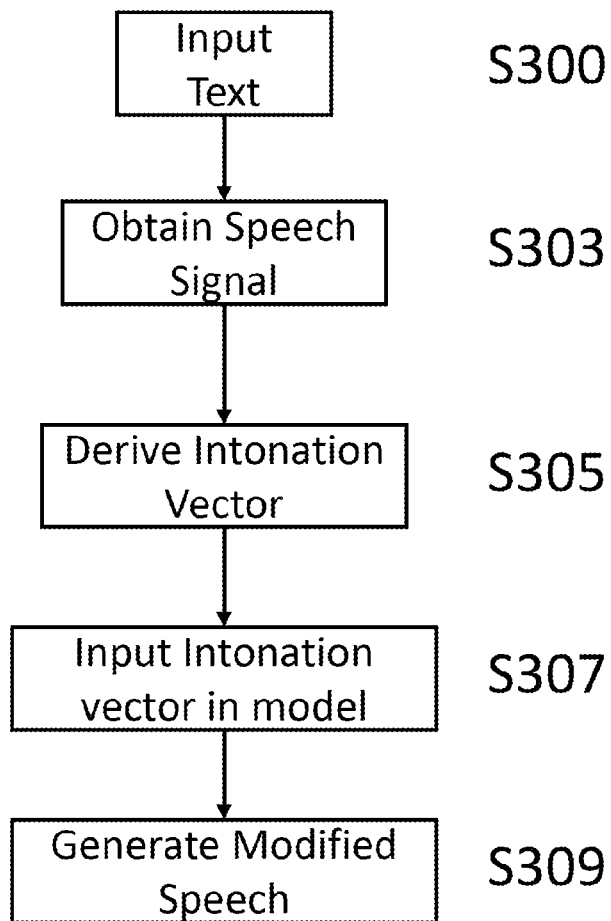 Input
Text
S300
Obtain Speech
Signal
S303
Derive Intonation
Vector
S305
Input Intonation
vector in model
S307
Generate Modified
Speech
S309